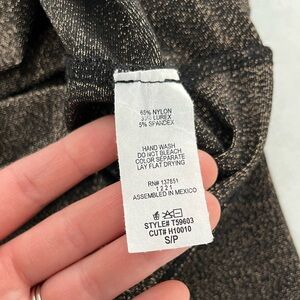 65% NYLON
30% LUREX
5% SPANDEX
HAND WASH
DO NOT BLEACH
COLOR SEPARATE
LAY FLAT DRYING
RN# 137851
1 2 2 1
ASSEMBLED IN MEXICO
STYLE# T59603
CUT# H10010
S/P